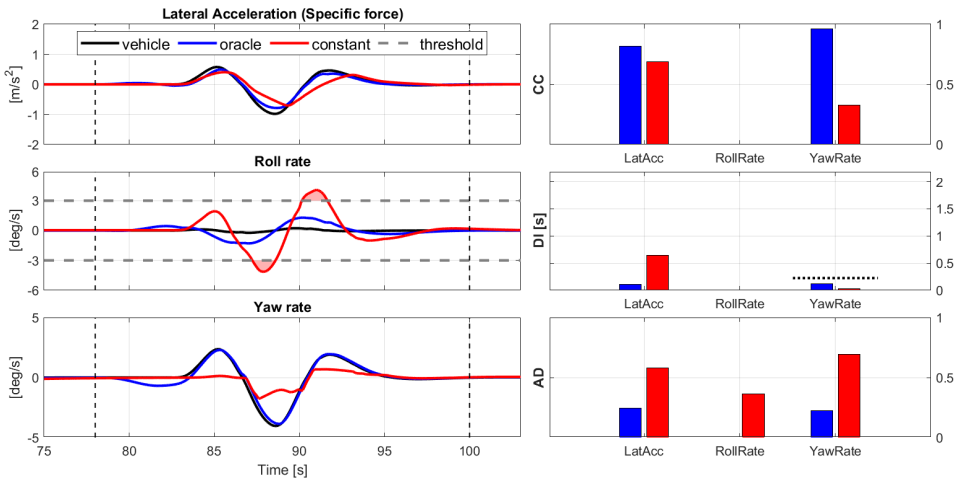 Lateral Acceleration (Specific force)
2
1
0
-1
-2
[m/s²]
vehicle oracle constant threshold
Roll rate
6
3
0
-3
-6
[deg/s]
Yaw rate
5
0
-5
[deg/s]
75 80 85 90 95 100
Time [s]
CC
1
0.5
0
LatAcc RollRate YawRate
DI [s]
2
1.5
1
0.5
0
LatAcc RollRate YawRate
AD
1
0.5
0
LatAcc RollRate YawRate